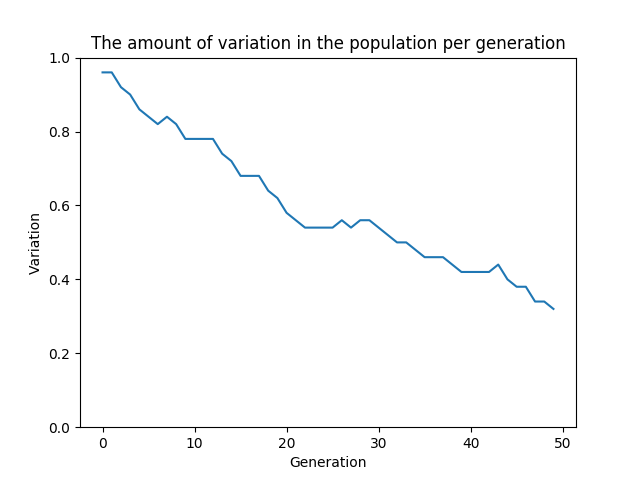 The amount of variation in the population per generation
1.0
0.8
0.6
0.4
0.2
0.0
Variation
0 10 20 30 40 50
Generation